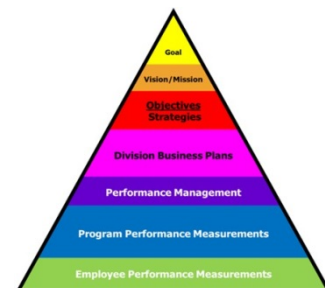 Goal
Vision/Mission
Objectives
Strategies
Division Business Plans
Performance Management
Program Performance Measurements
Employee Performance Measurements